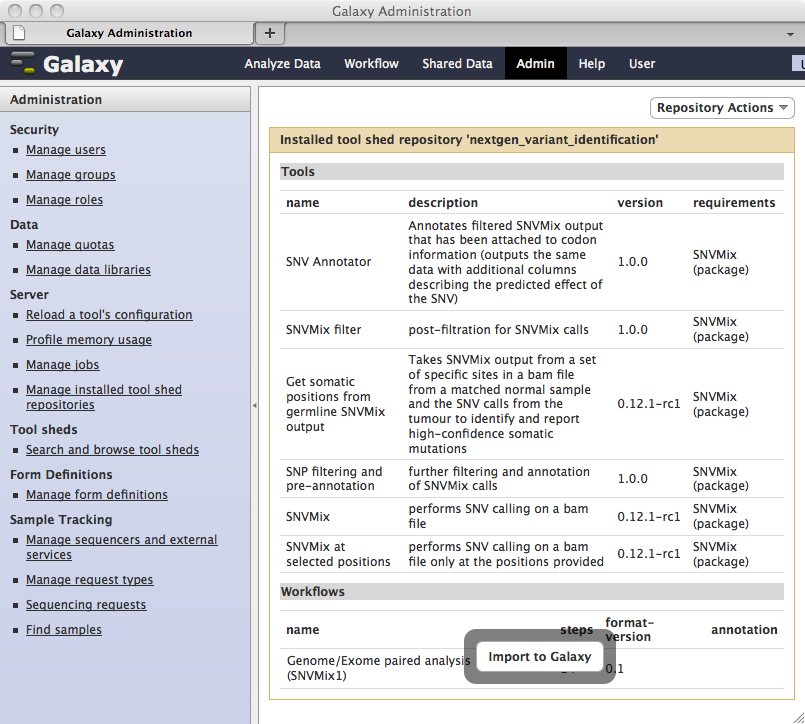 Galaxy Administration
Galaxy Administration
+
Galaxy
Analyze Data
Workflow
Shared Data
Admin
Help
User
Administration
Security
Manage users
Manage groups
Manage roles
Data
Manage quotas
Manage data libraries
Server
Reload a tool's configuration
Profile memory usage
Manage jobs
Manage installed tool shed
repositories
Tool sheds
Search and browse tool sheds
Form Definitions
Manage form definitions
Sample Tracking
Manage sequencers and external
services
Manage request types
Sequencing requests
Find samples
Repository Actions
Installed tool shed repository 'nextgen_variant_identification'
Tools
name description version requirements
SNV Annotator
Annotates filtered SNVMix output
that has been attached to codon
information (outputs the same
data with additional columns
describing the predicted effect of
the SNV)
1.0.0
SNVMix
(package)
SNVMix filter
post-filtration for SNVMix calls
1.0.0
SNVMix
(package)
Get somatic
positions from
germline SNVMix
output
Takes SNVMix output from a set
of specific sites in a bam file
from a matched normal sample
and the SNV calls from the
tumour to identify and report
high-confidence somatic
mutations
0.12.1-rc1
SNVMix
(package)
SNP filtering and
pre-annotation
further filtering and annotation
of SNVMix calls
1.0.0
SNVMix
(package)
SNVMix
performs SNV calling on a bam
file
0.12.1-rc1
SNVMix
(package)
SNVMix at
selected positions
performs SNV calling on a bam
file only at the positions provided
0.12.1-rc1
SNVMix
(package)
Workflows
name
steps
format-
version
annotation
Genome/Exome paired analysis
(SNVMix1)
0.1
Import to Galaxy